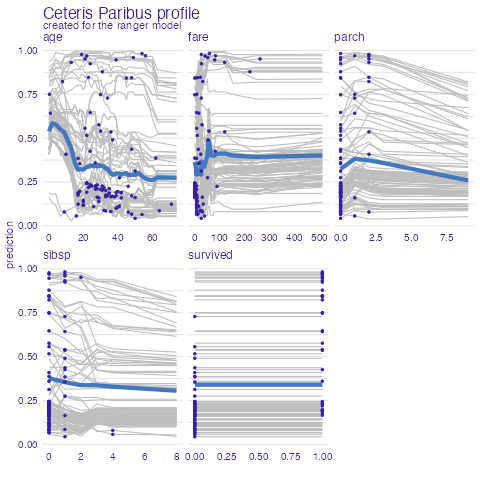 Ceteris Paribus profile
created for the ranger model
age
fare
parch
1.00
0.75
0.50
0.25
0.00
0 20 40 60
0 100 200 300 400 500
0.0 2.5 5.0 7.5
prediction
sibsp
survived
1.00
0.75
0.50
0.25
0.00
0 2 4 6 8
0.00 0.25 0.50 0.75 1.00